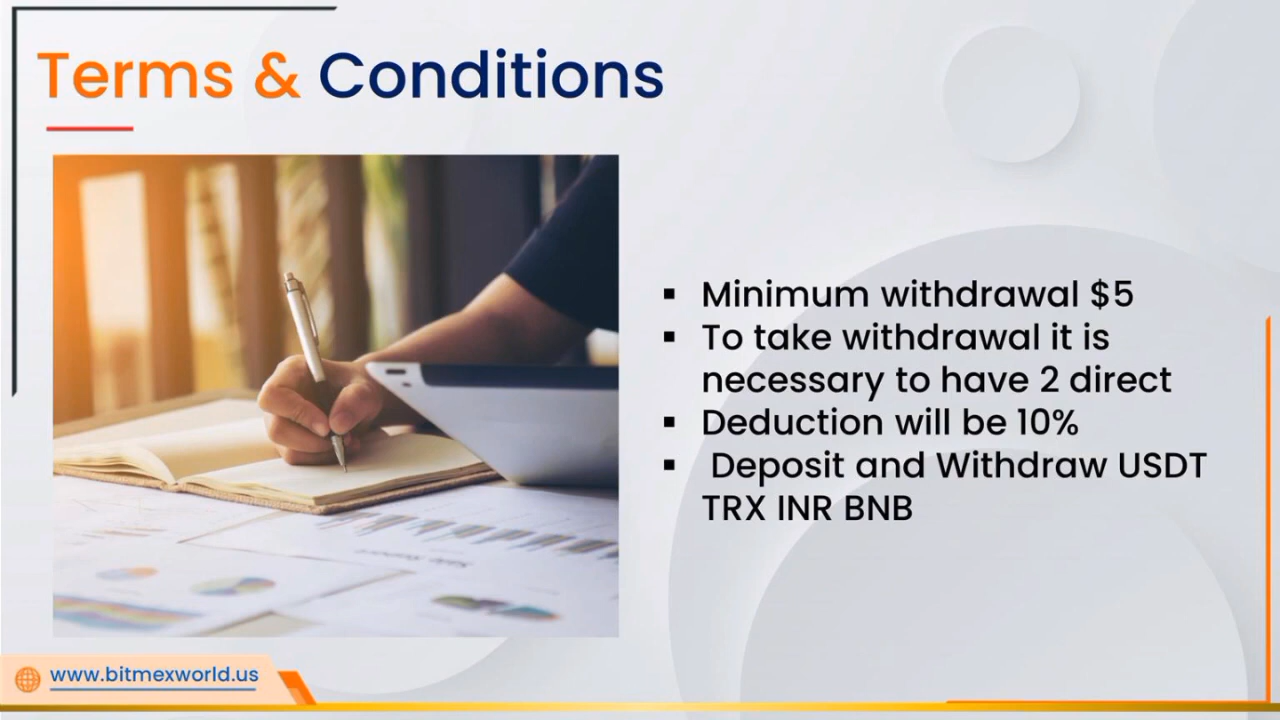 Terms & Conditions
▪ Minimum withdrawal $5
▪ To take withdrawal it is
necessary to have 2 direct
▪ Deduction will be 10%
▪ Deposit and Withdraw USDT
TRX INR BNB
www.bitmexworld.us